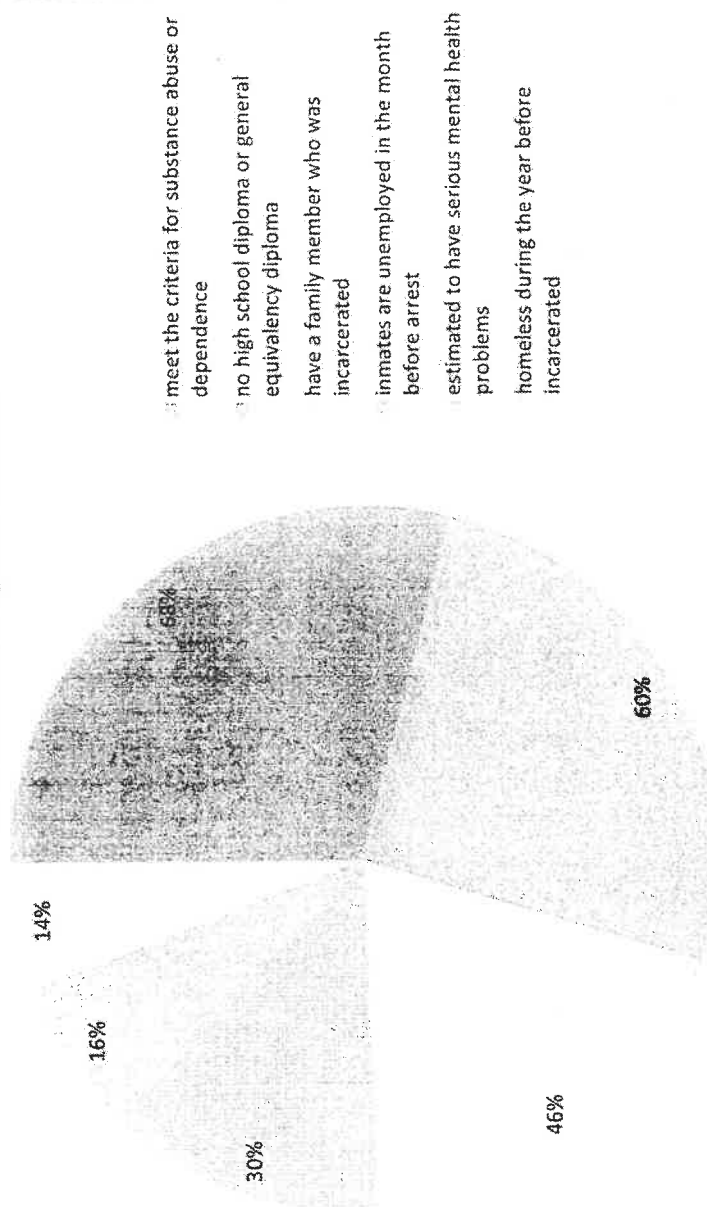 68%
60%
46%
30%
16%
14%
meet the criteria for substance abuse or
dependence
no high school diploma or general
equivalency diploma
have a family member who was
incarcerated
inmates are unemployed in the month
before arrest
estimated to have serious mental health
problems
homeless during the year before
incarcerated